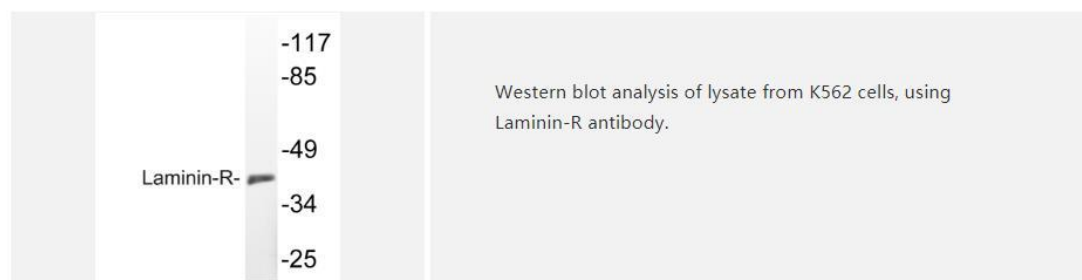 -117
-85
-49
Laminin-R-
-34
-25
Western blot analysis of lysate from K562 cells, using
Laminin-R antibody.